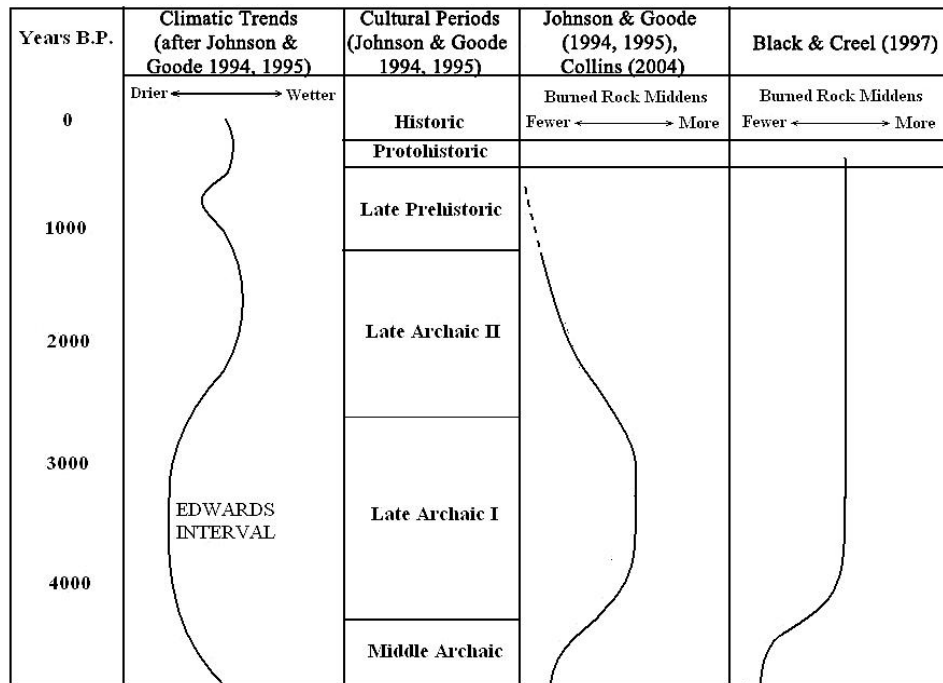 Years B.P.
Climatic Trends
(after Johnson &
Goode 1994, 1995)
Cultural Periods
(Johnson & Goode
1994, 1995)
Johnson & Goode
(1994, 1995),
Collins (2004)
Black & Creel (1997)
Drier Wetter
Burned Rock Middens
Fewer More
Burned Rock Middens
Fewer More
0
1000
2000
3000
4000
EDWARDS
INTERVAL
Historic
Protohistoric
Late Prehistoric
Late Archaic II
Late Archaic I
Middle Archaic